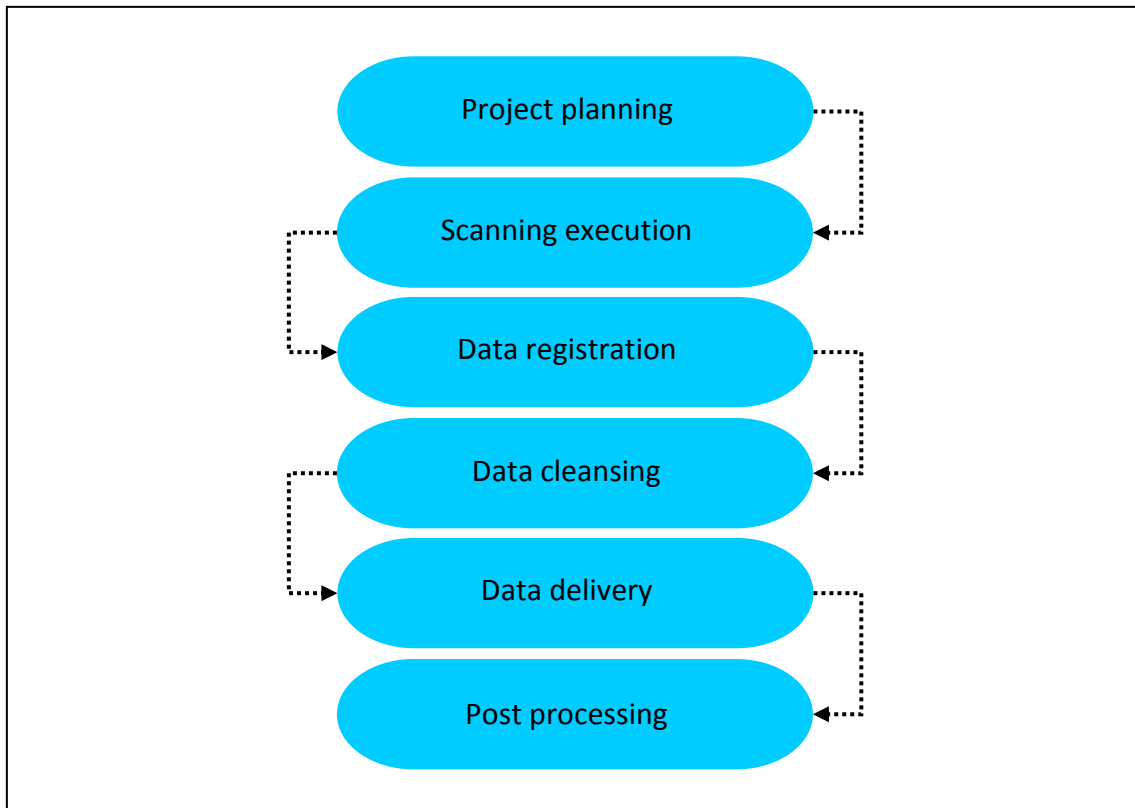 Project planning
Scanning execution
Data registration
Data cleansing
Data delivery
Post processing